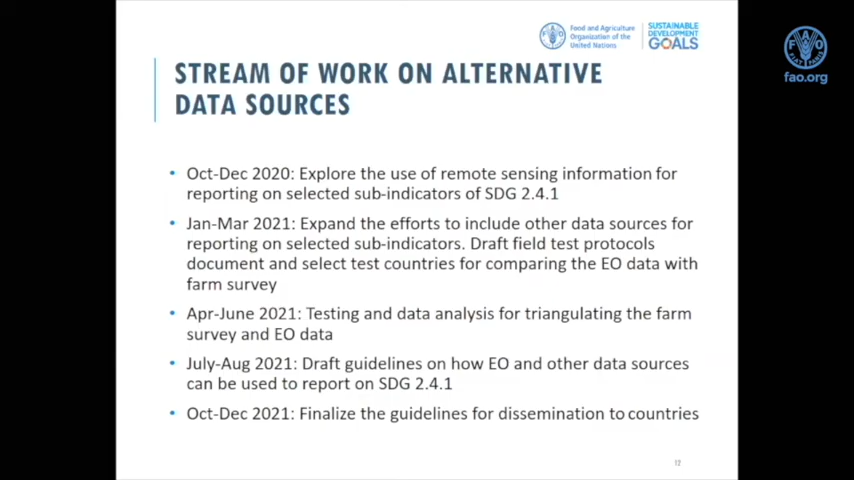 Food and Agriculture
Organization of the
United Nations
SUSTAINABLE
DEVELOPMENT
GOALS
FAO
FIAT PANIS
fao.org
STREAM OF WORK ON ALTERNATIVE
DATA SOURCES
• Oct-Dec 2020: Explore the use of remote sensing information for
reporting on selected sub-indicators of SDG 2.4.1
• Jan-Mar 2021: Expand the efforts to include other data sources for
reporting on selected sub-indicators. Draft field test protocols
document and select test countries for comparing the EO data with
farm survey
• Apr-June 2021: Testing and data analysis for triangulating the farm
survey and EO data
• July-Aug 2021: Draft guidelines on how EO and other data sources
can be used to report on SDG 2.4.1
• Oct-Dec 2021: Finalize the guidelines for dissemination to countries
12